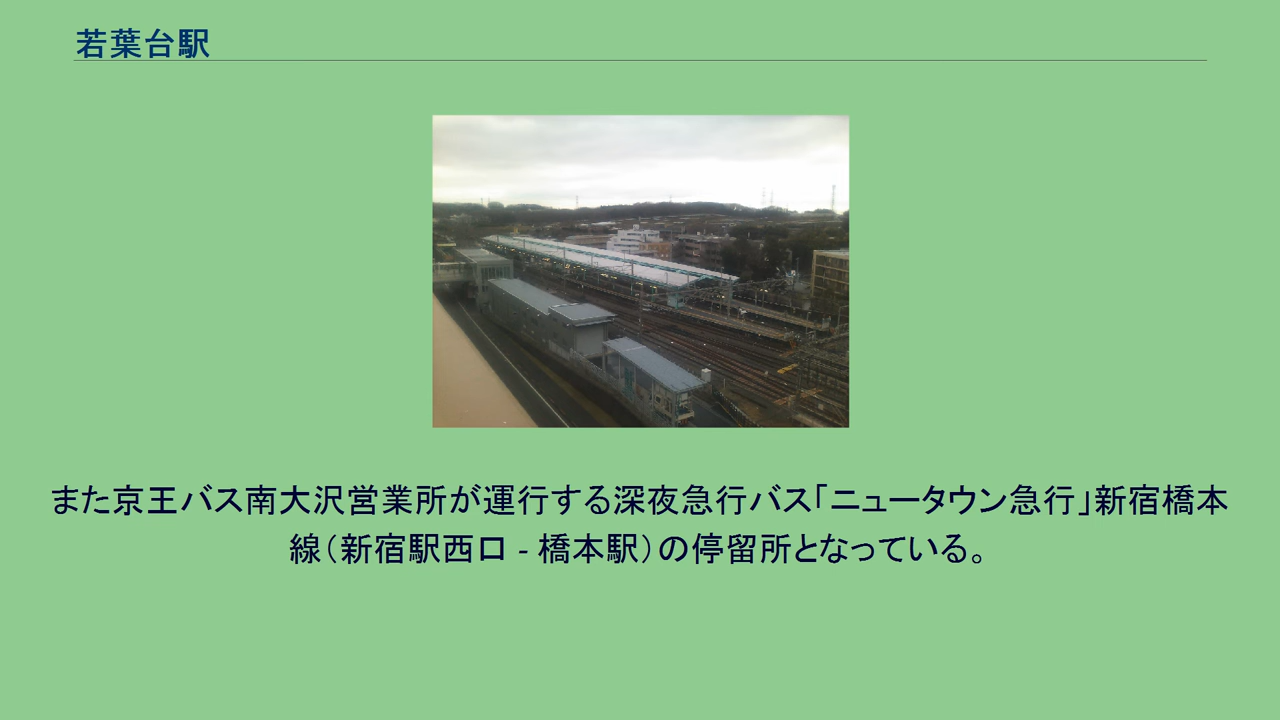 若葉台駅
また京王バス南大沢営業所が運行する深夜急行バス「ニュータウン急行」新宿橋本
線（新宿駅西口 - 橋本駅）の停留所となっている。